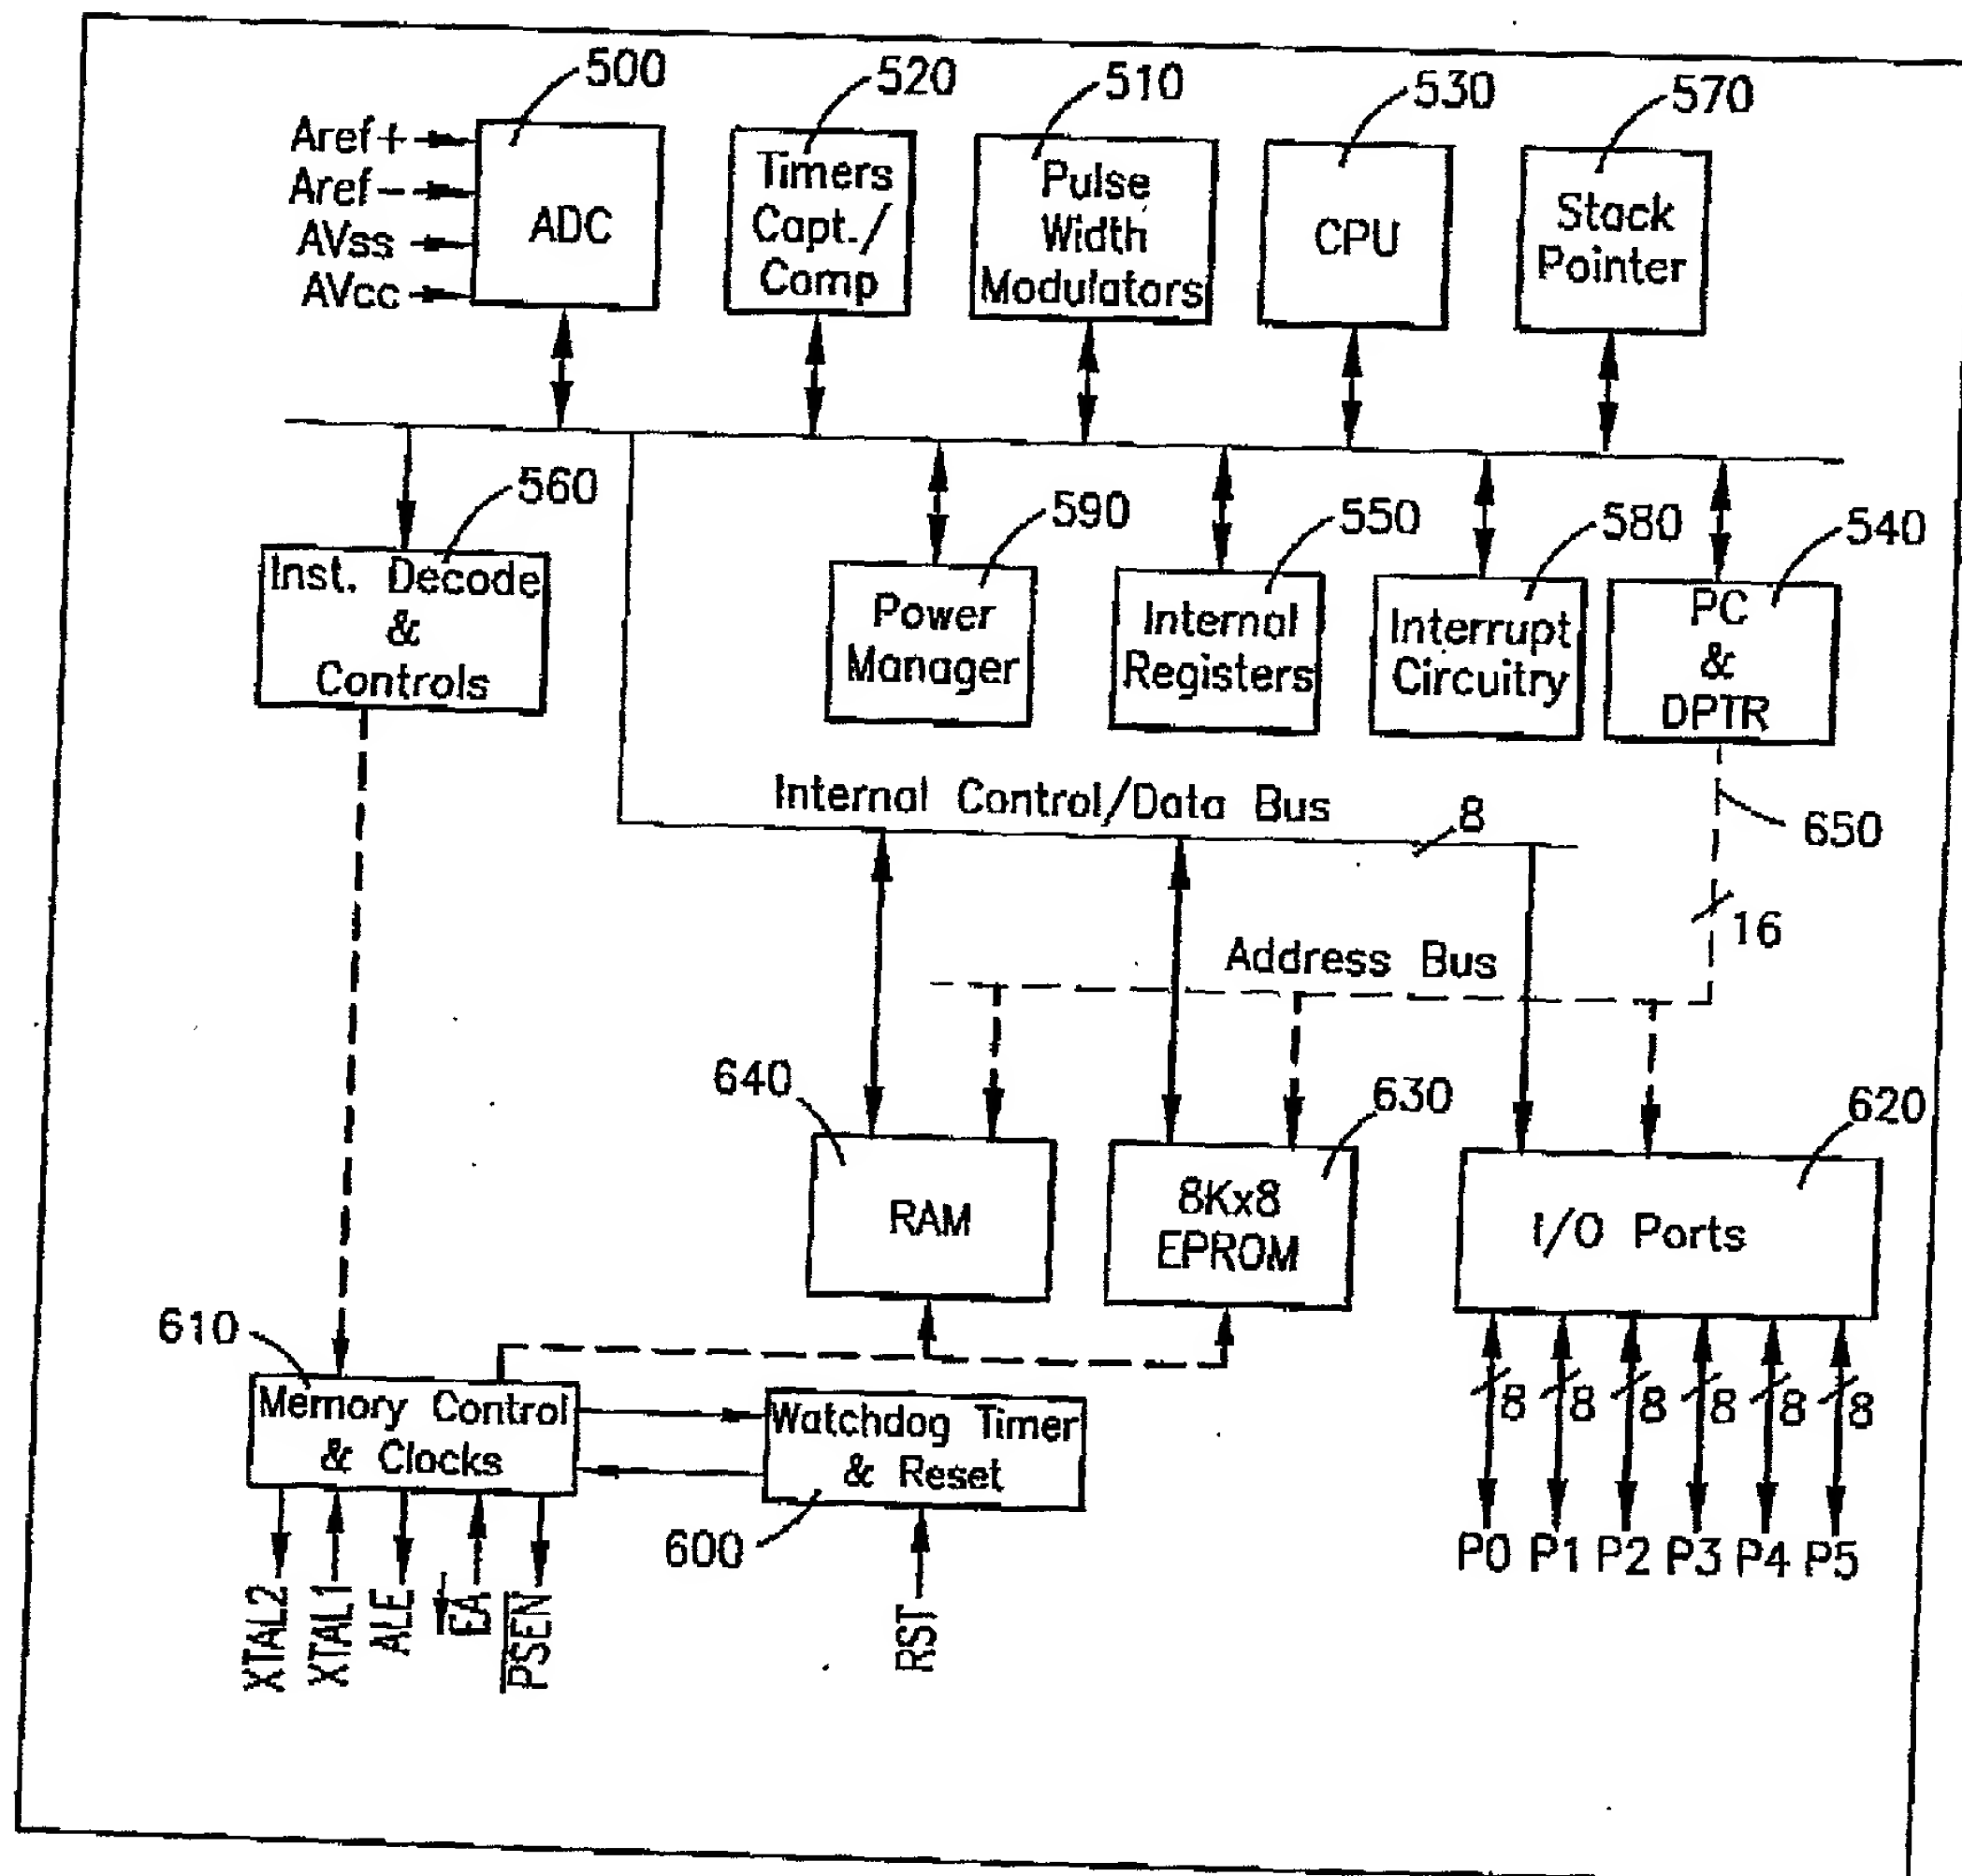 500
520
510
530
570
Aref+
Aref-
AVss
AVcc
ADC
Timers
Capt./
Comp
Pulse
Width
Modulators
CPU
Stack
Pointer
560
590
550
580
540
Inst. Decode
&
Controls
Power
Manager
Internal
Registers
Interrupt
Circuitry
PC
&
DPTR
Internal Control/Data Bus
8
650
16
Address Bus
640
630
620
RAM
8Kx8
EPROM
I/O Ports
610
Memory Control
& Clocks
Watchdog Timer
& Reset
8
8
8
8
8
8
600
P0 P1 P2 P3 P4 P5
XTAL2
XTAL1
ALE
EA
PSEN
RST